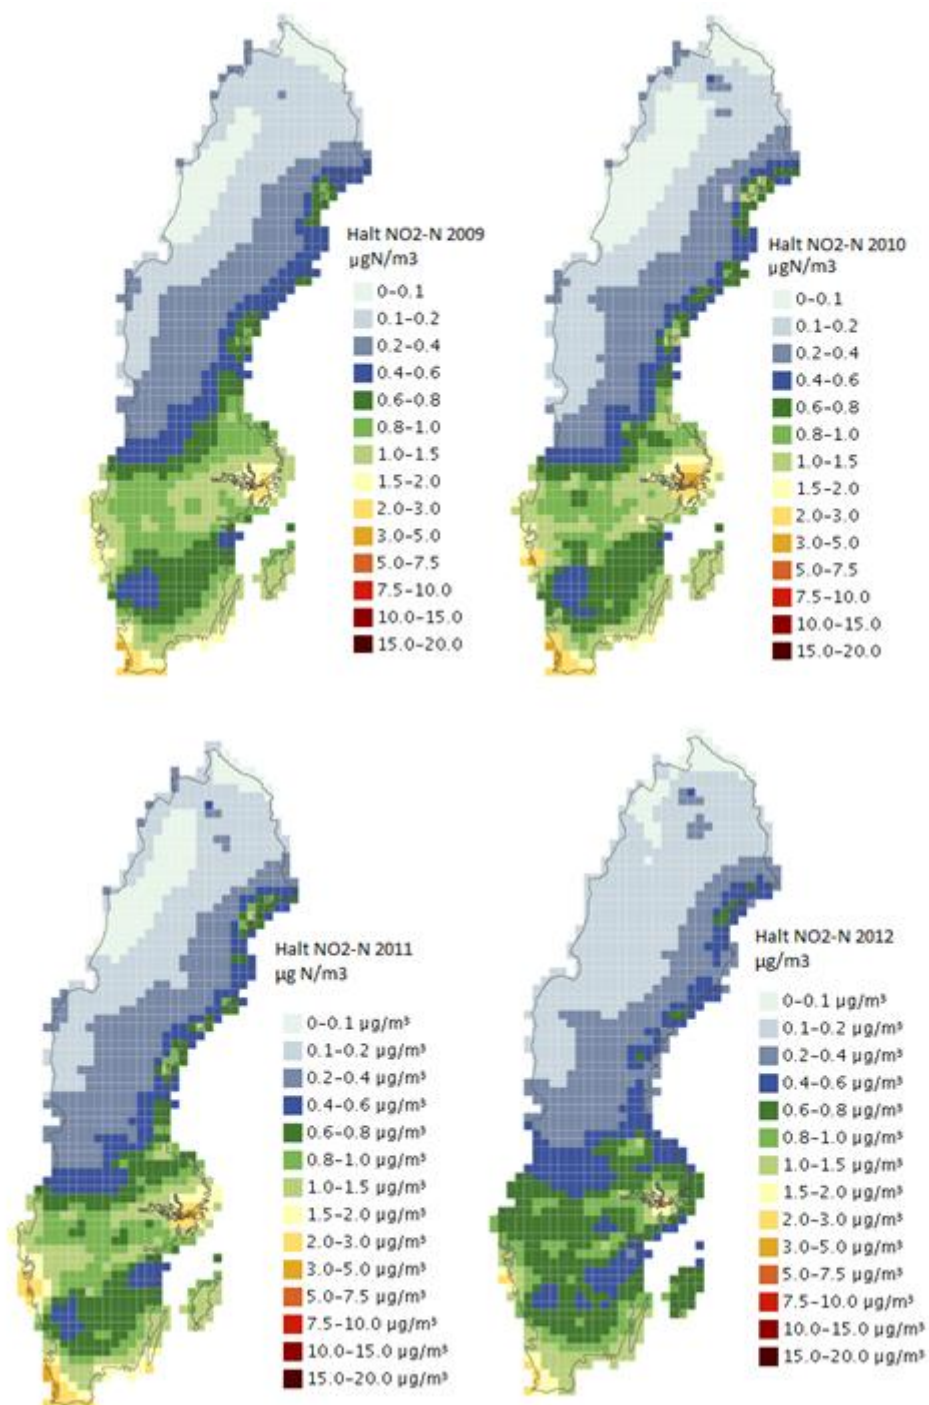 Halt NO2-N 2009
µgN/m3
0–0.1
0.1–0.2
0.2–0.4
0.4–0.6
0.6–0.8
0.8–1.0
1.0–1.5
1.5–2.0
2.0–3.0
3.0–5.0
5.0–7.5
7.5–10.0
10.0–15.0
15.0–20.0
Halt NO2-N 2010
µgN/m3
0–0.1
0.1–0.2
0.2–0.4
0.4–0.6
0.6–0.8
0.8–1.0
1.0–1.5
1.5–2.0
2.0–3.0
3.0–5.0
5.0–7.5
7.5–10.0
10.0–15.0
15.0–20.0
Halt NO2-N 2011
µg N/m3
0–0.1 µg/m³
0.1–0.2 µg/m³
0.2–0.4 µg/m³
0.4–0.6 µg/m³
0.6–0.8 µg/m³
0.8–1.0 µg/m³
1.0–1.5 µg/m³
1.5–2.0 µg/m³
2.0–3.0 µg/m³
3.0–5.0 µg/m³
5.0–7.5 µg/m³
7.5–10.0 µg/m³
10.0–15.0 µg/m³
15.0–20.0 µg/m³
Halt NO2-N 2012
µg/m3
0–0.1 µg/m³
0.1–0.2 µg/m³
0.2–0.4 µg/m³
0.4–0.6 µg/m³
0.6–0.8 µg/m³
0.8–1.0 µg/m³
1.0–1.5 µg/m³
1.5–2.0 µg/m³
2.0–3.0 µg/m³
3.0–5.0 µg/m³
5.0–7.5 µg/m³
7.5–10.0 µg/m³
10.0–15.0 µg/m³
15.0–20.0 µg/m³